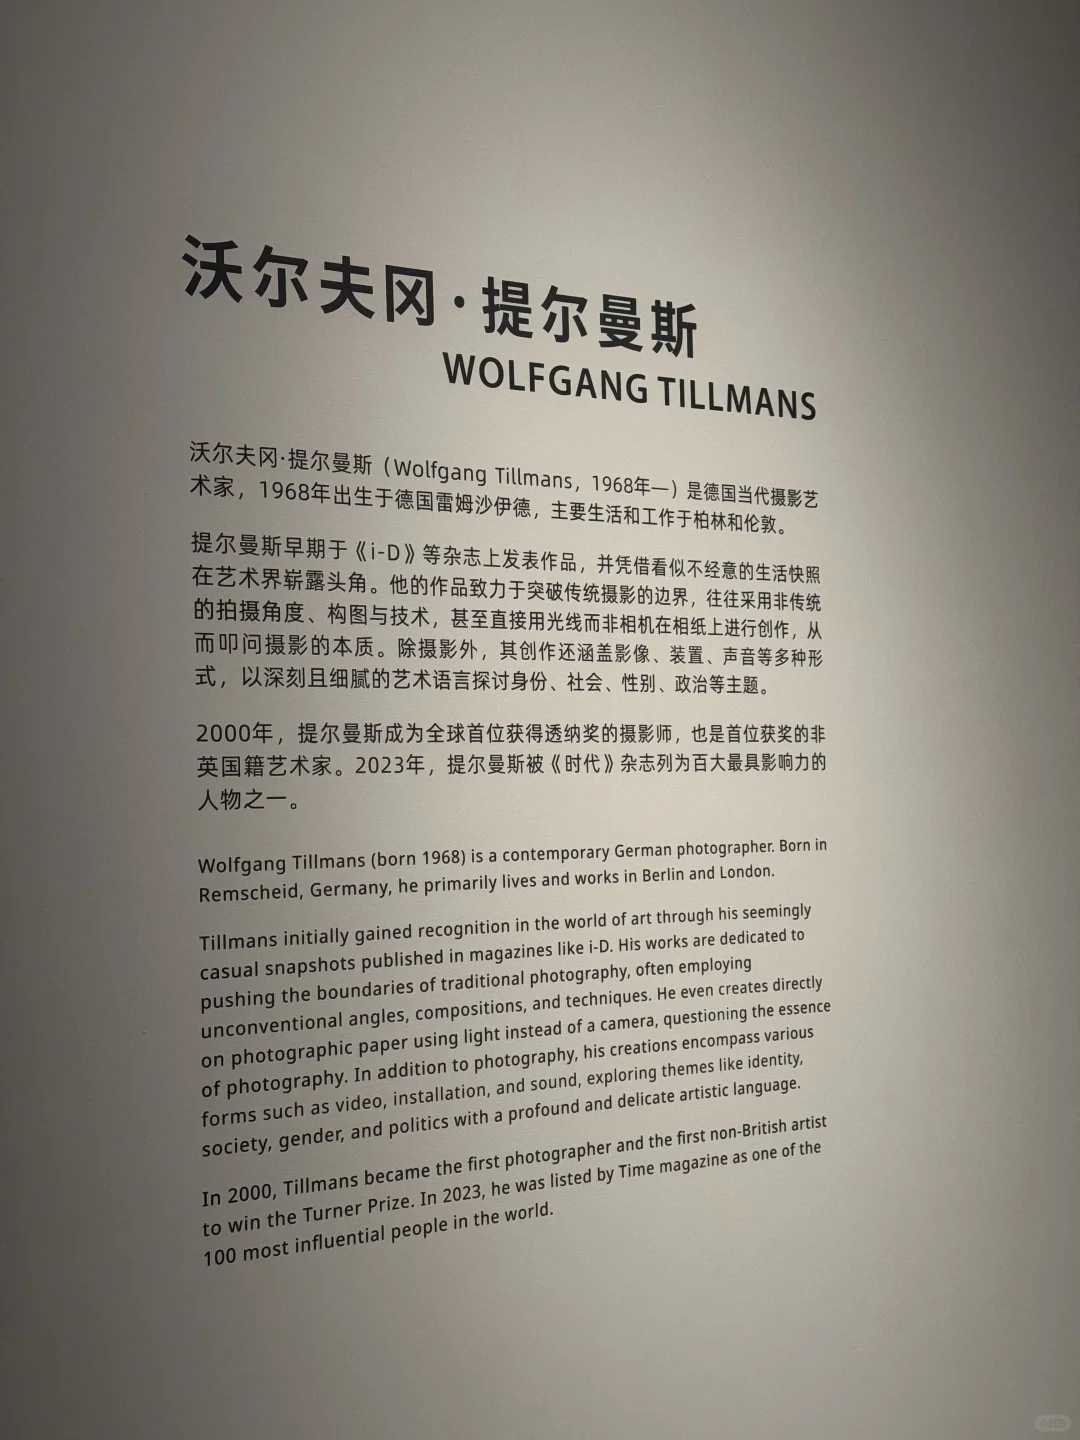 沃尔夫冈·提尔曼斯
WOLFGANG TILLMANS
沃尔夫冈·提尔曼斯（Wolfgang Tillmans，1968年—）是德国当代摄影艺
术家，1968年出生于德国雷姆沙伊德，主要生活和工作于柏林和伦敦。
提尔曼斯早期于《i-D》等杂志上发表作品，并凭借看似不经意的生活快照
在艺术界崭露头角。他的作品致力于突破传统摄影的边界，往往采用非传统
的拍摄角度、构图与技术，甚至直接用光线而非相机在相纸上进行创作，从
而叩问摄影的本质。除摄影外，其创作还涵盖影像、装置、声音等多种形
式，以深刻且细腻的艺术语言探讨身份、社会、性别、政治等主题。
2000年，提尔曼斯成为全球首位获得透纳奖的摄影师，也是首位获奖的非
英国籍艺术家。2023年，提尔曼斯被《时代》杂志列为百大最具影响力的
人物之一。
Wolfgang Tillmans (born 1968) is a contemporary German photographer. Born in
Remscheid, Germany, he primarily lives and works in Berlin and London.
Tillmans initially gained recognition in the world of art through his seemingly
casual snapshots published in magazines like i-D. His works are dedicated to
pushing the boundaries of traditional photography, often employing
unconventional angles, compositions, and techniques. He even creates directly
on photographic paper using light instead of a camera, questioning the essence
of photography. In addition to photography, his creations encompass various
forms such as video, installation, and sound, exploring themes like identity,
society, gender, and politics with a profound and delicate artistic language.
In 2000, Tillmans became the first photographer and the first non-British artist
to win the Turner Prize. In 2023, he was listed by Time magazine as one of the
100 most influential people in the world.